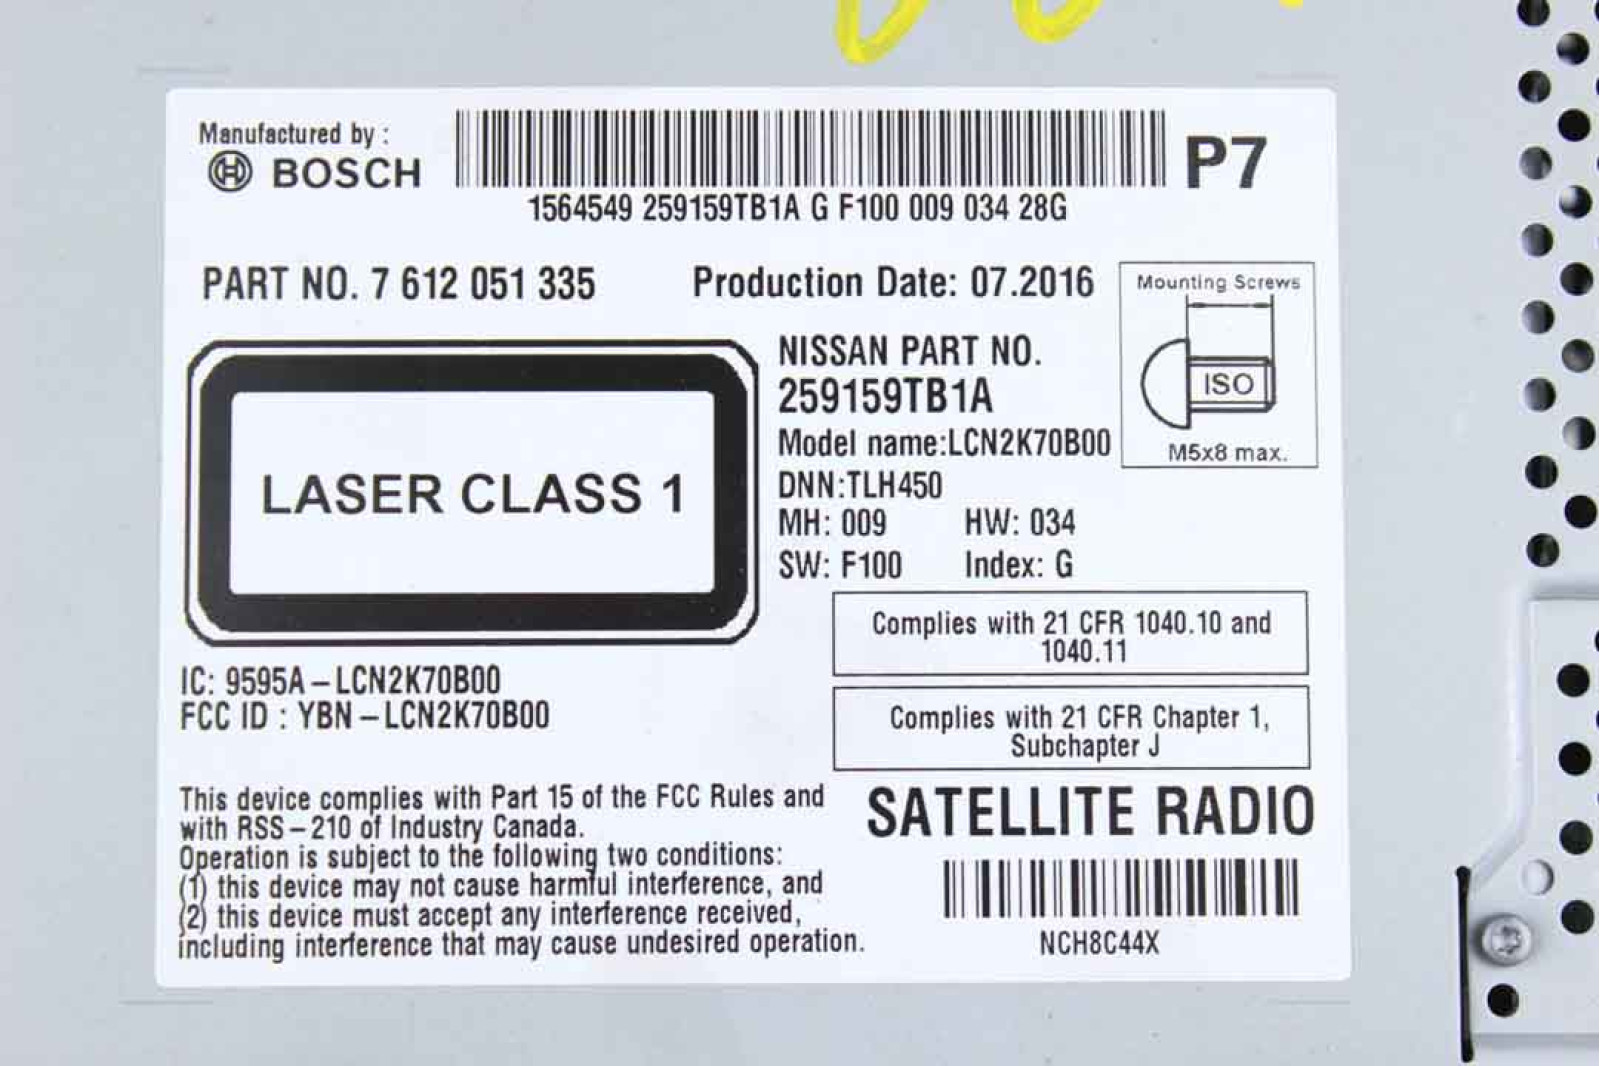 Manufactured by :
BOSCH
P7
1564549 259159TB1A G F100 009 034 28G
PART NO. 7 612 051 335
Production Date: 07.2016
Mounting Screws
ISO
M5x8 max.
LASER CLASS 1
NISSAN PART NO.
259159TB1A
Model name:LCN2K70B00
DNN:TLH450
MH: 009 HW: 034
SW: F100 Index: G
Complies with 21 CFR 1040.10 and
1040.11
Complies with 21 CFR Chapter 1,
Subchapter J
IC: 9595A-LCN2K70B00
FCC ID : YBN-LCN2K70B00
This device complies with Part 15 of the FCC Rules and
with RSS-210 of Industry Canada.
Operation is subject to the following two conditions:
(1) this device may not cause harmful interference, and
(2) this device must accept any interference received,
including interference that may cause undesired operation.
SATELLITE RADIO
NCH8C44X